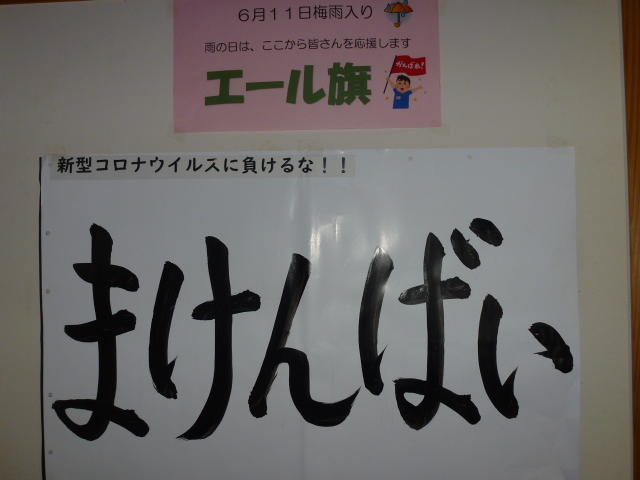 6月11日梅雨入り
雨の日は、ここから皆さんを応援します
エール旗
がんばれ!
新型コロナウイルスに負けるな!!
まけんばい